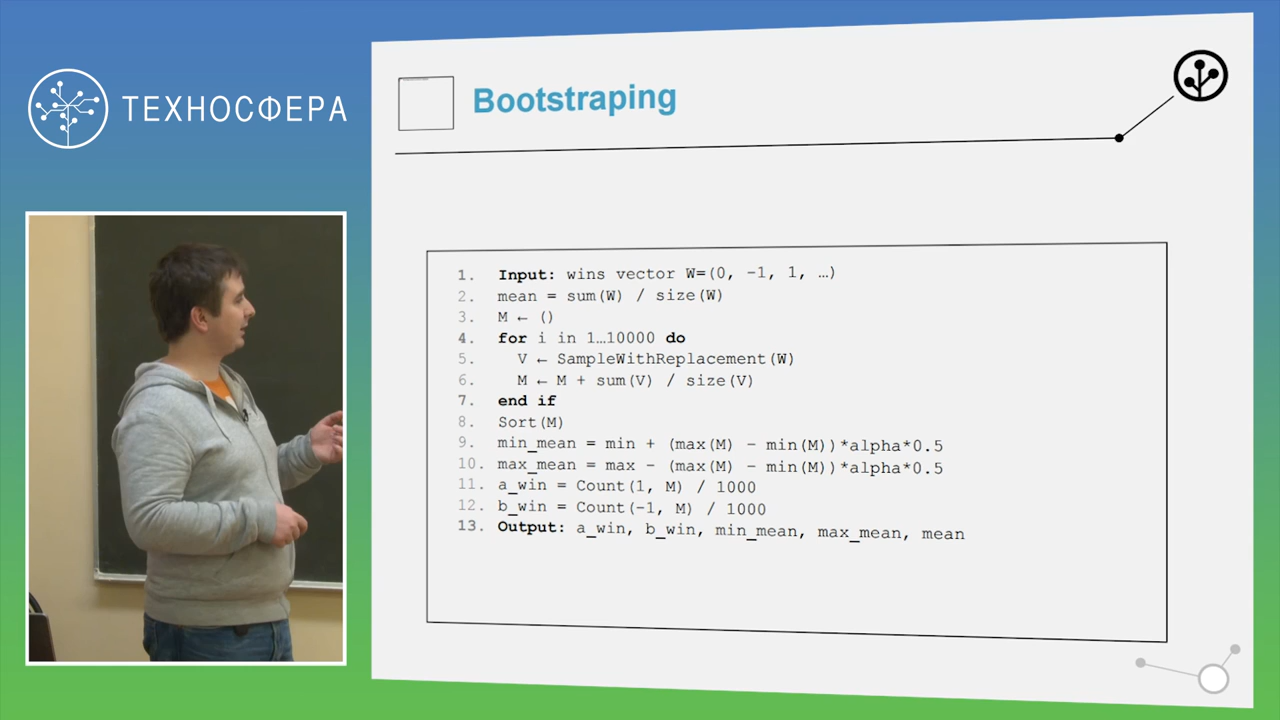 ТЕХНОСФЕРА
Bootstraping
1. Input: wins vector W=(0, -1, 1, …)
2. mean = sum(W) / size(W)
3. M ← ()
4. for i in 1…10000 do
5. V ← SampleWithReplacement(W)
6. M ← M + sum(V) / size(V)
7. end if
8. Sort(M)
9. min_mean = min + (max(M) - min(M))*alpha*0.5
10. max_mean = max - (max(M) - min(M))*alpha*0.5
11. a_win = Count(1, M) / 1000
12. b_win = Count(-1, M) / 1000
13. Output: a_win, b_win, min_mean, max_mean, mean